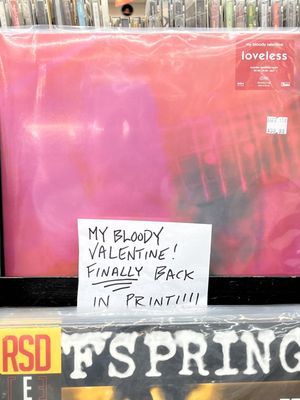 my bloody valentine
loveless
MY BLOODY
VALENTINE!
FINALLY BACK
IN PRINT!!!!
RSD
FSPRING
E